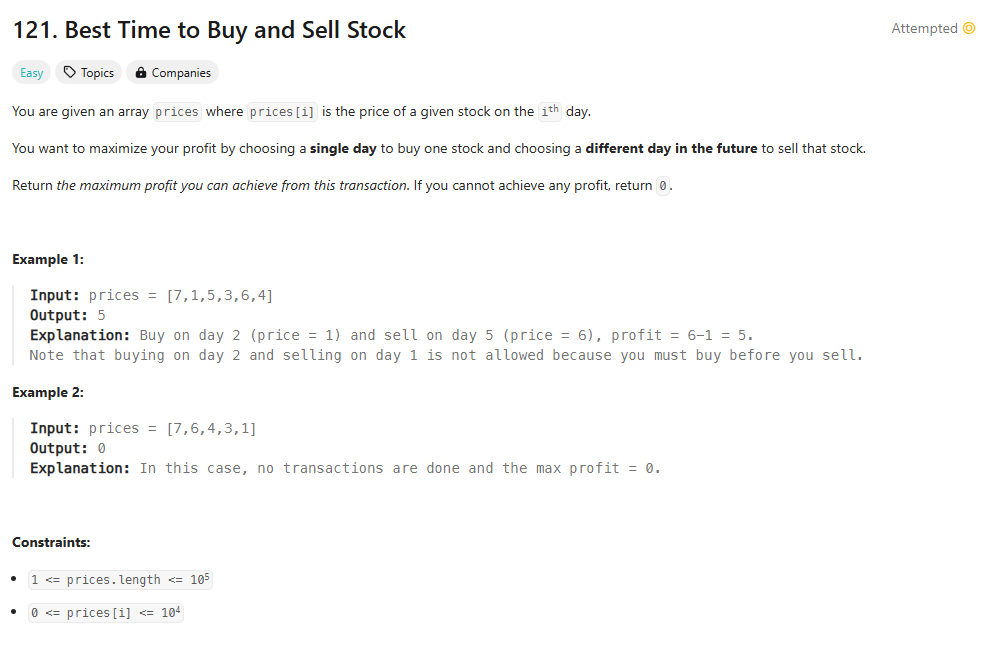 121. Best Time to Buy and Sell Stock
Attempted
Easy Topics Companies
You are given an array prices where prices[i] is the price of a given stock on the ith day.
You want to maximize your profit by choosing a single day to buy one stock and choosing a different day in the future to sell that stock.
Return the maximum profit you can achieve from this transaction. If you cannot achieve any profit, return 0.
Example 1:
Input: prices = [7,1,5,3,6,4]
Output: 5
Explanation: Buy on day 2 (price = 1) and sell on day 5 (price = 6), profit = 6-1 = 5.
Note that buying on day 2 and selling on day 1 is not allowed because you must buy before you sell.
Example 2:
Input: prices = [7,6,4,3,1]
Output: 0
Explanation: In this case, no transactions are done and the max profit = 0.
Constraints:
• 1 <= prices.length <= 10⁵
• 0 <= prices[i] <= 10⁴